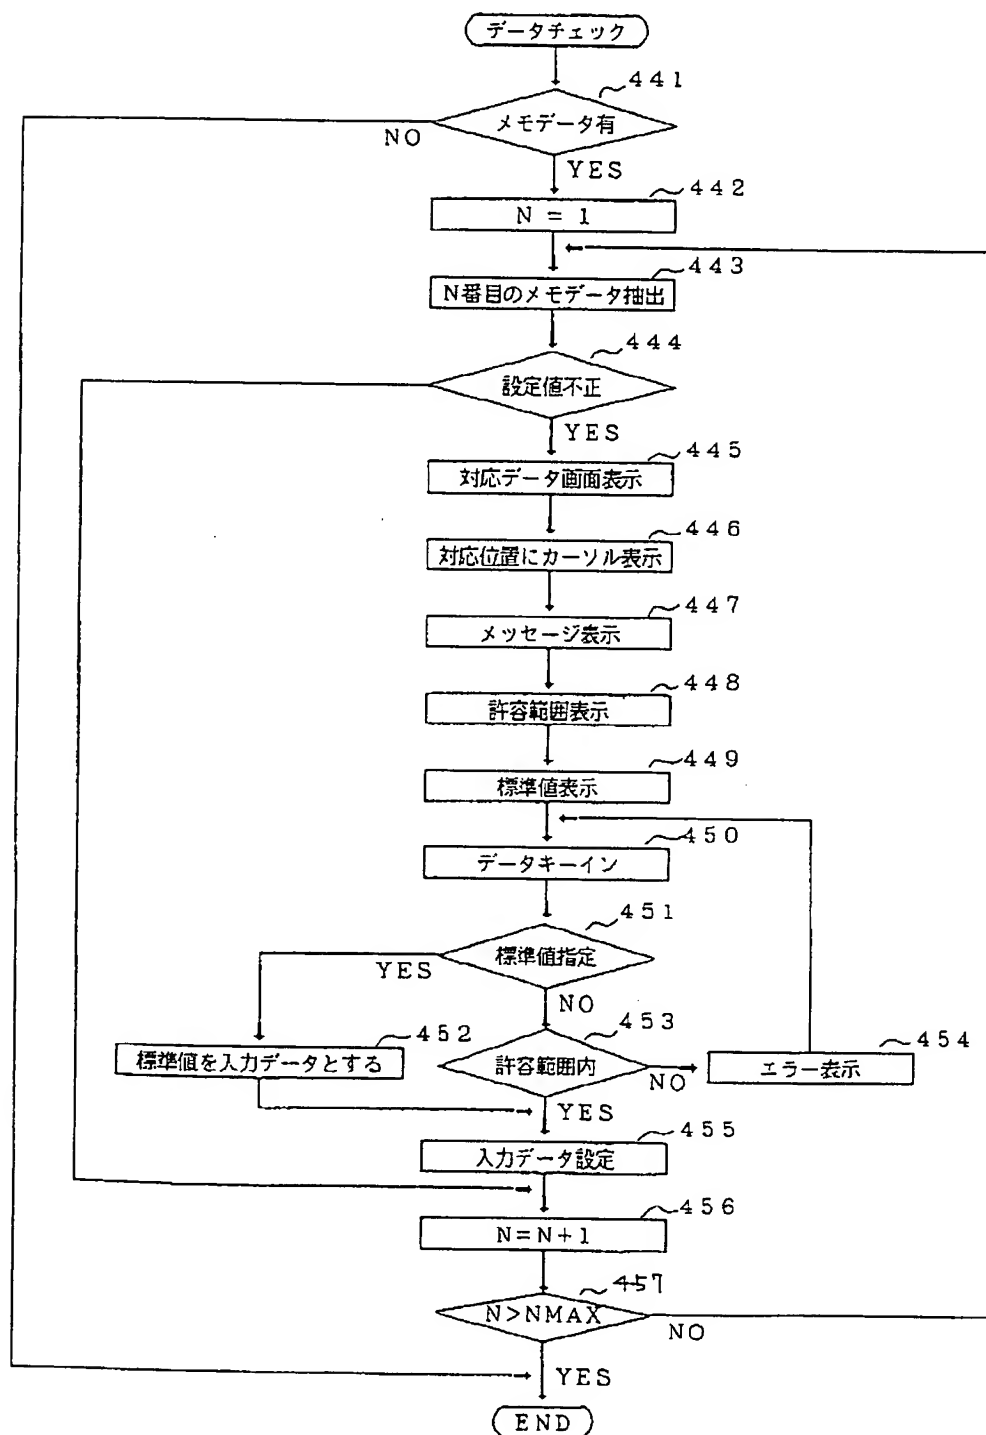 データチェック
441
メモデータ有
NO
YES
442
N = 1
443
N番目のメモデータ抽出
444
設定値不正
YES
445
対応データ画面表示
446
対応位置にカーソル表示
447
メッセージ表示
448
許容範囲表示
449
標準値表示
450
データキーイン
451
標準値指定
YES
NO
452
標準値を入力データとする
453
許容範囲内
NO
YES
454
エラー表示
455
入力データ設定
456
N=N+1
457
N>NMAX
NO
YES
END